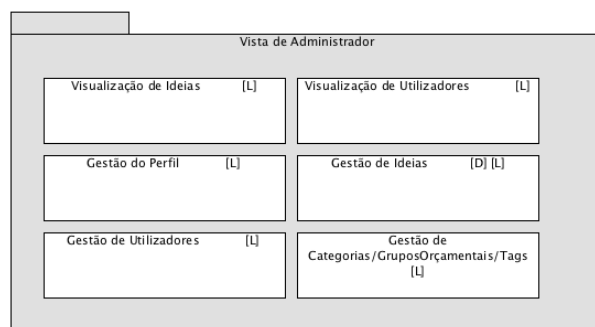 Vista de Administrador
Visualização de Ideias [L]
Visualização de Utilizadores [L]
Gestão do Perfil [L]
Gestão de Ideias [D] [L]
Gestão de Utilizadores [L]
Gestão de
Categorias/GruposOrçamentais/Tags
[L]